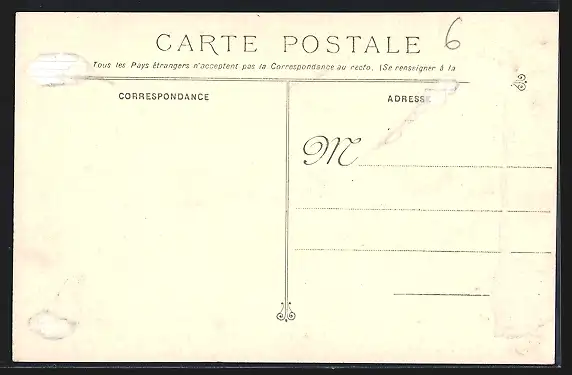 CARTE POSTALE 6
Tous les Pays étrangers n'acceptent pas la Correspondance au recto. (Se renseigner à la
CORRESPONDANCE
ADRESSE
M